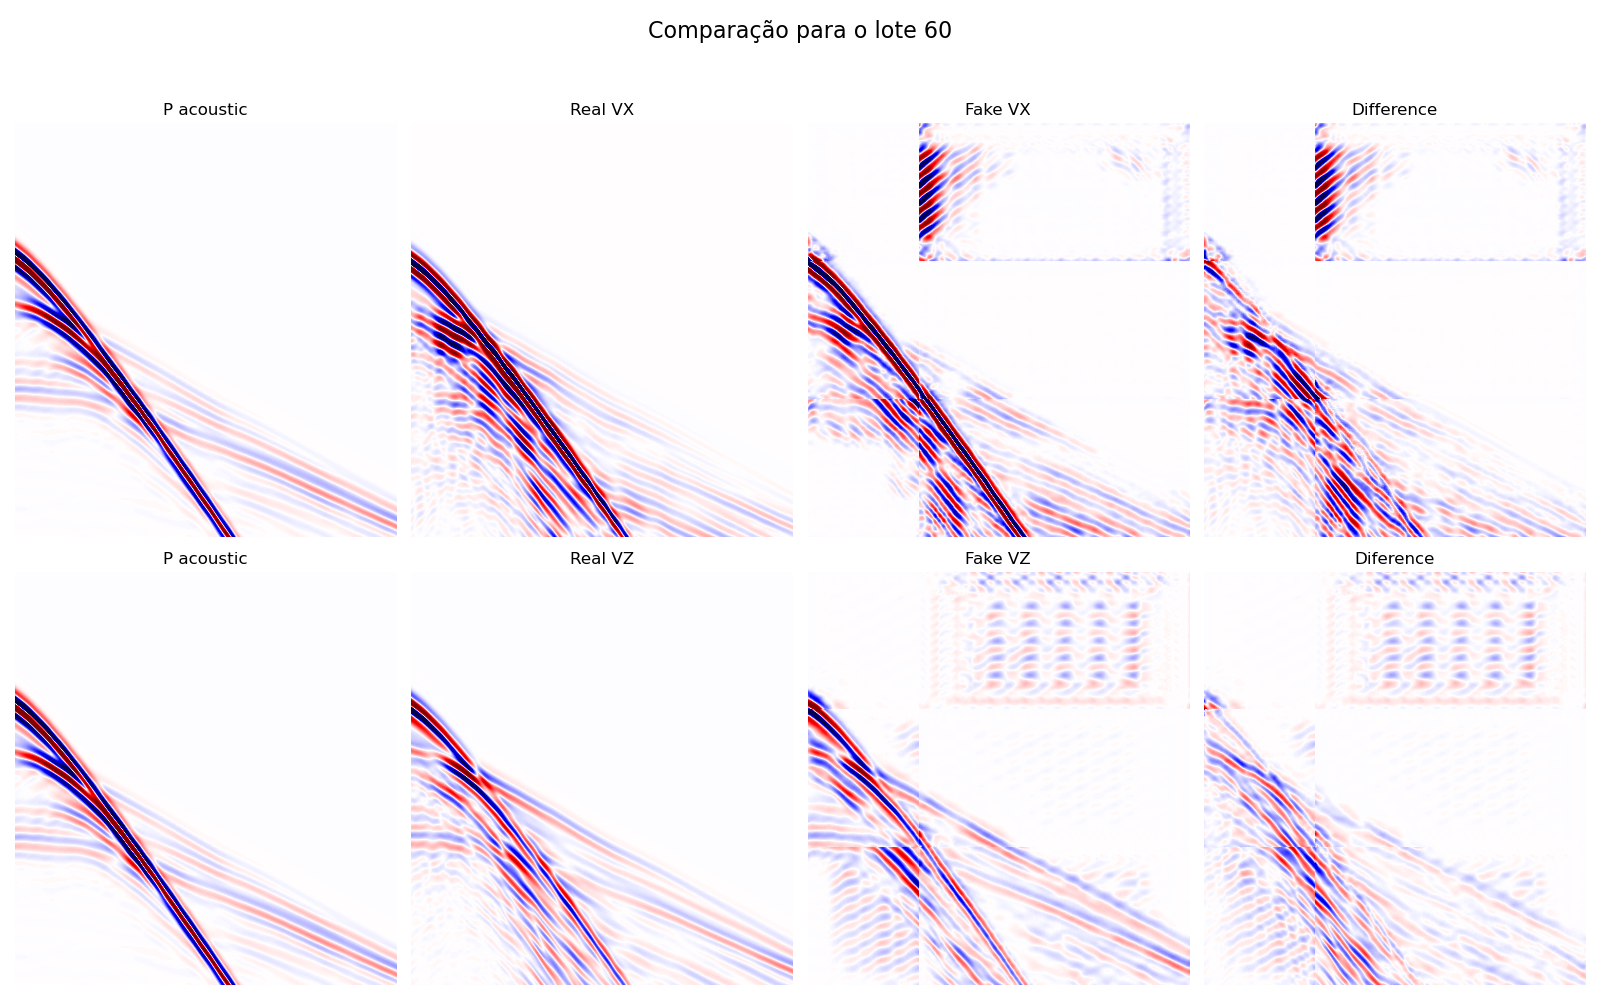 Comparação para o lote 60
P acoustic
Real VX
Fake VX
Difference
P acoustic
Real VZ
Fake VZ
Diference